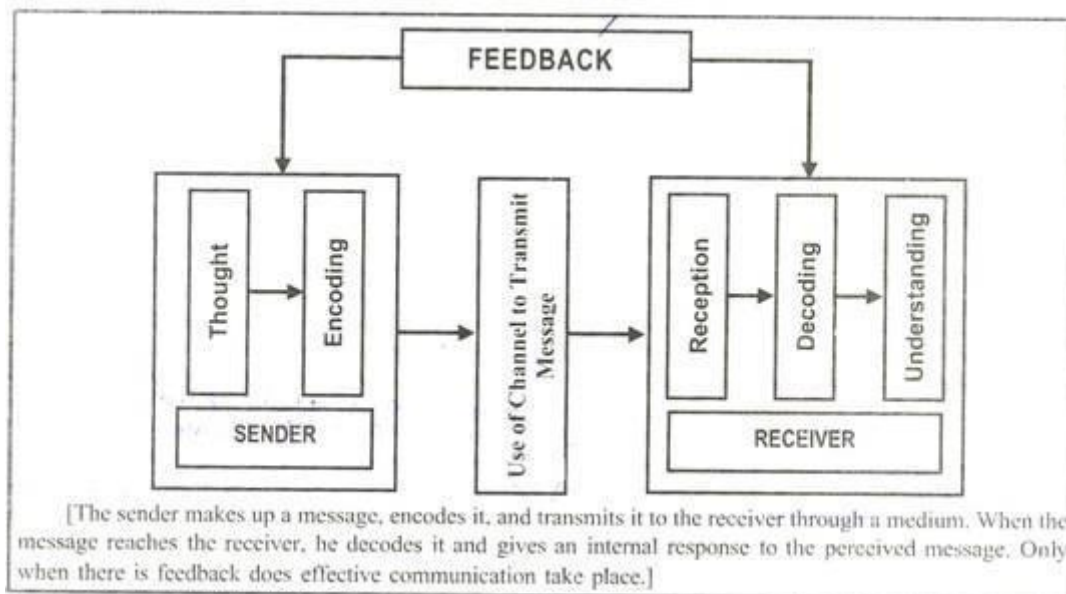 FEEDBACK
Thought
Encoding
SENDER
Use of Channel to Transmit
Message
Reception
Decoding
Understanding
RECEIVER
[The sender makes up a message, encodes it, and transmits it to the receiver through a medium. When the
message reaches the receiver, he decodes it and gives an internal response to the perceived message. Only
when there is feedback does effective communication take place.]